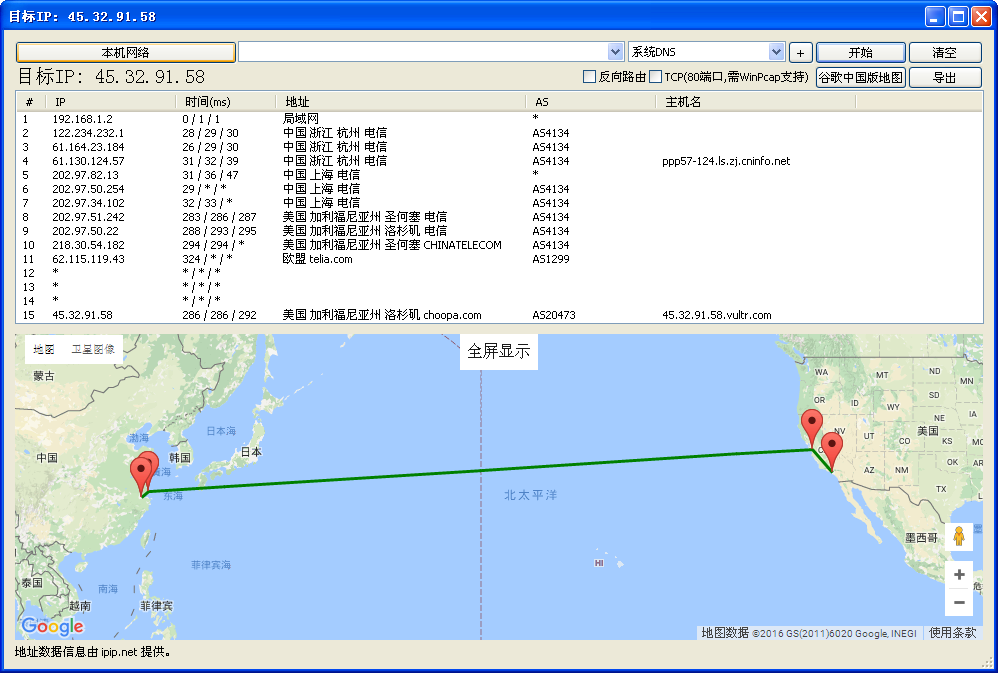 目标IP: 45.32.91.58
本机网络 系统DNS + 开始 清空
目标IP: 45.32.91.58 反向路由 TCP(80端口,需WinPcap支持) 谷歌中国版地图 导出
# IP 时间(ms) 地址 AS 主机名
1 192.168.1.2 0 / 1 / 1 局域网 *
2 122.234.232.1 28 / 29 / 30 中国 浙江 杭州 电信 AS4134
3 61.164.23.184 26 / 29 / 30 中国 浙江 杭州 电信 AS4134
4 61.130.124.57 31 / 32 / 39 中国 浙江 杭州 电信 AS4134 ppp57-124.ls.zj.cninfo.net
5 202.97.82.13 31 / 36 / 47 中国 上海 电信 *
6 202.97.50.254 29 / * / * 中国 上海 电信 AS4134
7 202.97.34.102 32 / 33 / * 中国 上海 电信 AS4134
8 202.97.51.242 283 / 286 / 287 美国 加利福尼亚州 圣何塞 电信 AS4134
9 202.97.50.22 288 / 293 / 295 美国 加利福尼亚州 洛杉矶 电信 AS4134
10 218.30.54.182 294 / 294 / * 美国 加利福尼亚州 圣何塞 CHINATELECOM AS4134
11 62.115.119.43 324 / * / * 欧盟 telia.com AS1299
12 * * / * / *
13 * * / * / *
14 * * / * / *
15 45.32.91.58 286 / 286 / 292 美国 加利福尼亚州 洛杉矶 choopa.com AS20473 45.32.91.58.vultr.com
地图 卫星图像 全屏显示
蒙古 WA MT ND MN
OR ID WY SD
NE IA
渤海 日本海 NV UT CO 美国 KS MO
中国 韩国 日本
黄海 AZ NM OK AR
东海 北太平洋 TX
墨西哥
菲律宾海 HI
泰国 南海
越南 菲律宾
Google 地图数据 ©2016 GS(2011)6020 Google, INEGI 使用条款
地址数据信息由 ipip.net 提供。